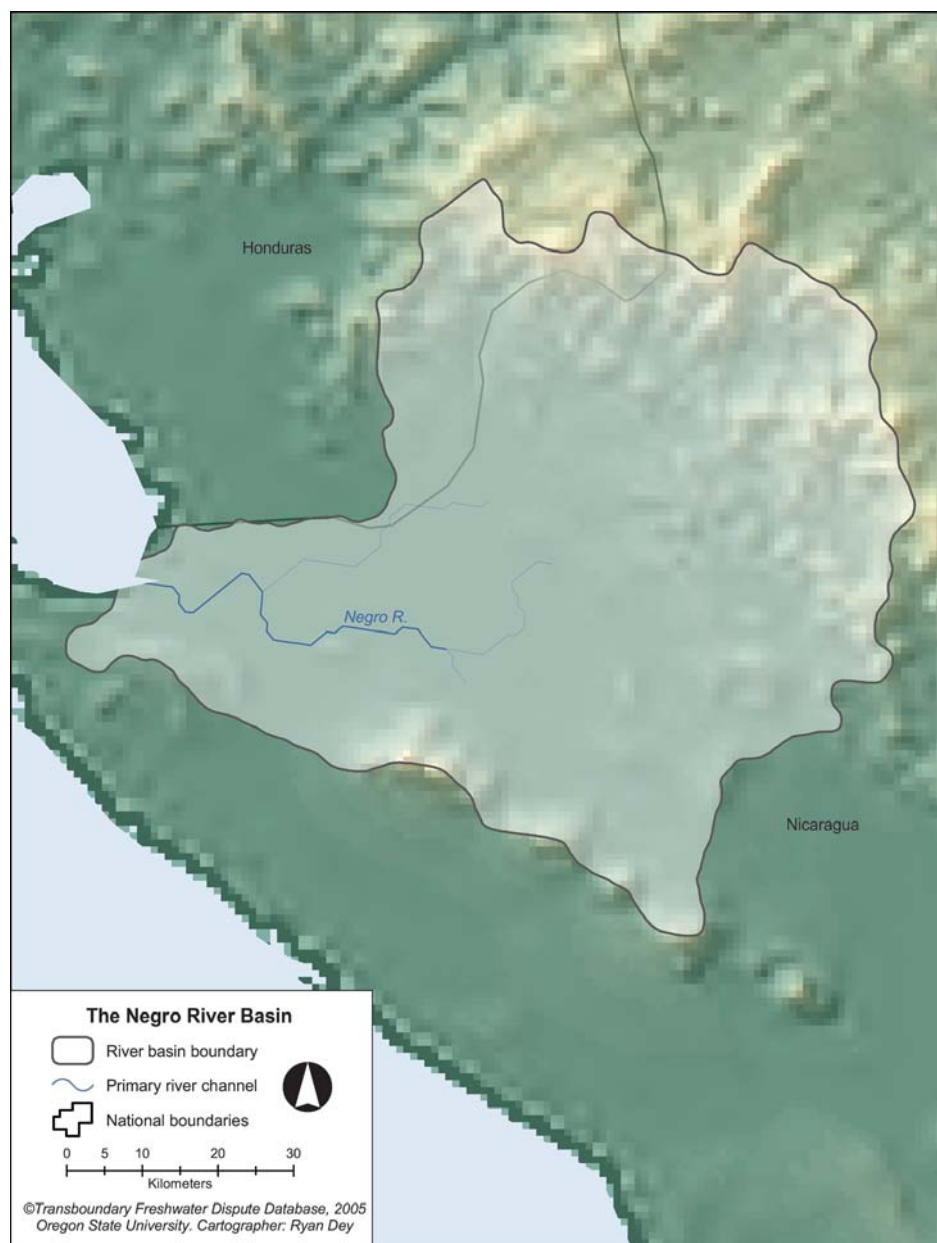 Honduras
Negro R.
Nicaragua
The Negro River Basin
River basin boundary
Primary river channel
National boundaries
0 5 10 20 30
Kilometers
©Transboundary Freshwater Dispute Database, 2005
Oregon State University. Cartographer: Ryan Dey